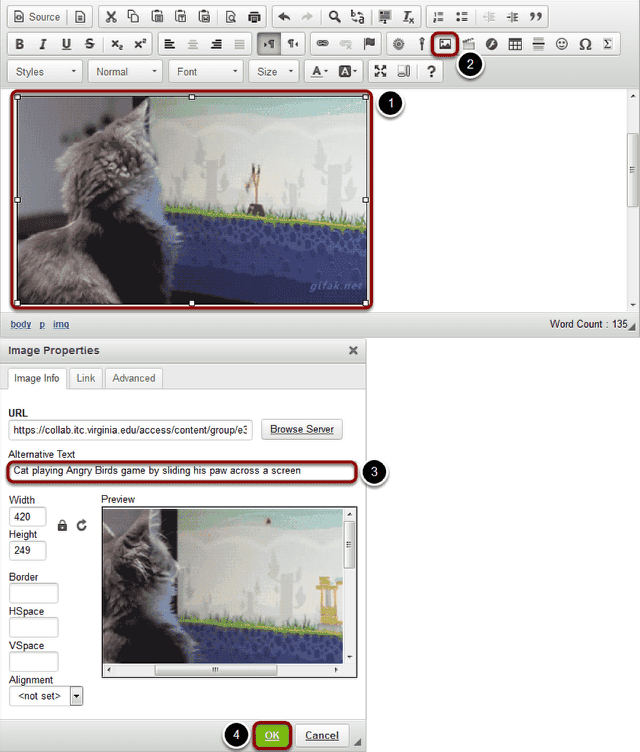 Source
B I U S x₂ x² Ix
Styles Normal Font Size A A ?
1
2
gifak.net
body p img Word Count : 135
Image Properties
Image Info Link Advanced
URL
https://collab.itc.virginia.edu/access/content/group/e3 Browse Server
Alternative Text
Cat playing Angry Birds game by sliding his paw across a screen
3
Width Preview
420
Height
249
Border
HSpace
VSpace
Alignment
<not set>
4 OK Cancel